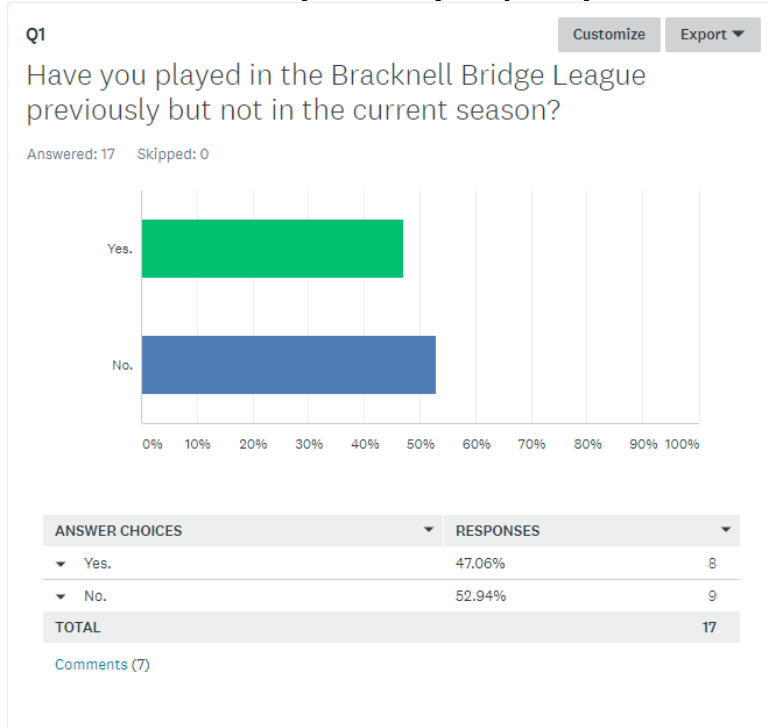 Q1
Customize
Export
Have you played in the Bracknell Bridge League
previously but not in the current season?
Answered: 17 Skipped: 0
Yes.
No.
0% 10% 20% 30% 40% 50% 60% 70% 80% 90% 100%
ANSWER CHOICES RESPONSES
Yes. 47.06% 8
No. 52.94% 9
TOTAL 17
Comments (7)